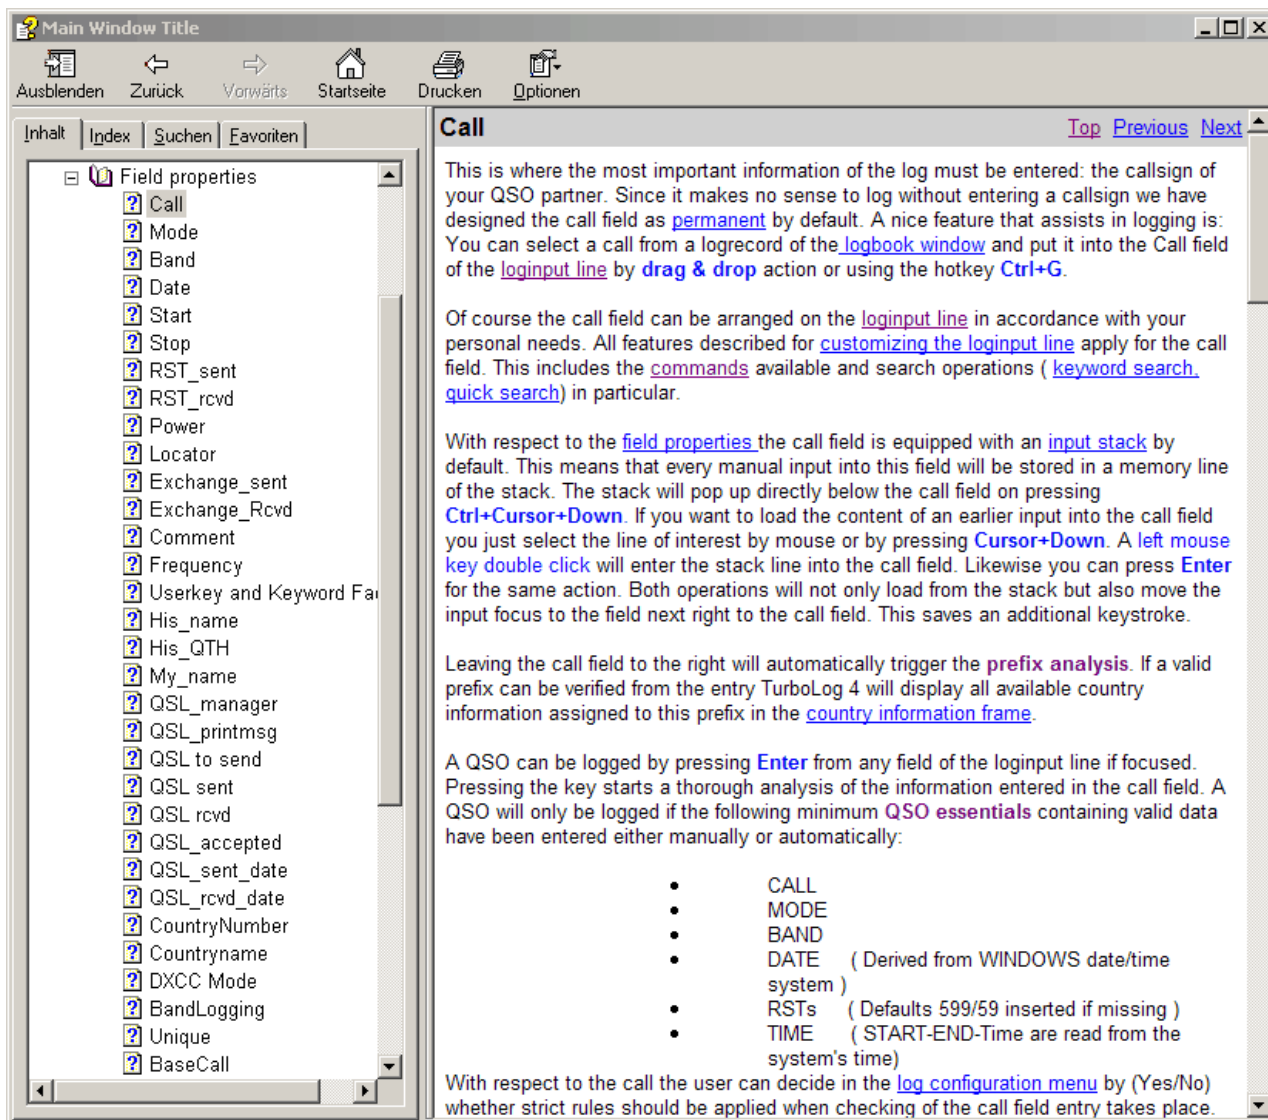 Main Window Title
Ausblenden Zurück Vorwärts Startseite Drucken Optionen
Inhalt Index Suchen Favoriten
Field properties
Call
Mode
Band
Date
Start
Stop
RST_sent
RST_rcvd
Power
Locator
Exchange_sent
Exchange_Rcvd
Comment
Frequency
Userkey and Keyword
His_name
His_QTH
My_name
QSL_manager
QSL_printmsg
QSL to send
QSL sent
QSL rcvd
QSL_accepted
QSL_sent_date
QSL_rcvd_date
CountryNumber
Countryname
DXCC Mode
BandLogging
Unique
BaseCall
Call Top Previous Next
This is where the most important information of the log must be entered: the callsign of
your QSO partner. Since it makes no sense to log without entering a callsign we have
designed the call field as permanent by default. A nice feature that assists in logging is:
You can select a call from a logrecord of the logbook window and put it into the Call field
of the loginput line by drag & drop action or using the hotkey Ctrl+G.
Of course the call field can be arranged on the loginput line in accordance with your
personal needs. All features described for customizing the loginput line apply for the call
field. This includes the commands available and search operations ( keyword search,
quick search) in particular.
With respect to the field properties the call field is equipped with an input stack by
default. This means that every manual input into this field will be stored in a memory line
of the stack. The stack will pop up directly below the call field on pressing
Ctrl+Cursor+Down. If you want to load the content of an earlier input into the call field
you just select the line of interest by mouse or by pressing Cursor+Down. A left mouse
key double click will enter the stack line into the call field. Likewise you can press Enter
for the same action. Both operations will not only load from the stack but also move the
input focus to the field next right to the call field. This saves an additional keystroke.
Leaving the call field to the right will automatically trigger the prefix analysis. If a valid
prefix can be verified from the entry TurboLog 4 will display all available country
information assigned to this prefix in the country information frame.
A QSO can be logged by pressing Enter from any field of the loginput line if focused.
Pressing the key starts a thorough analysis of the information entered in the call field. A
QSO will only be logged if the following minimum QSO essentials containing valid data
have been entered either manually or automatically:
• CALL
• MODE
• BAND
• DATE ( Derived from WINDOWS date/time
system )
• RSTs ( Defaults 599/59 inserted if missing )
• TIME ( START-END-Time are read from the
system's time)
With respect to the call the user can decide in the log configuration menu by (Yes/No)
whether strict rules should be applied when checking of the call field entry takes place.